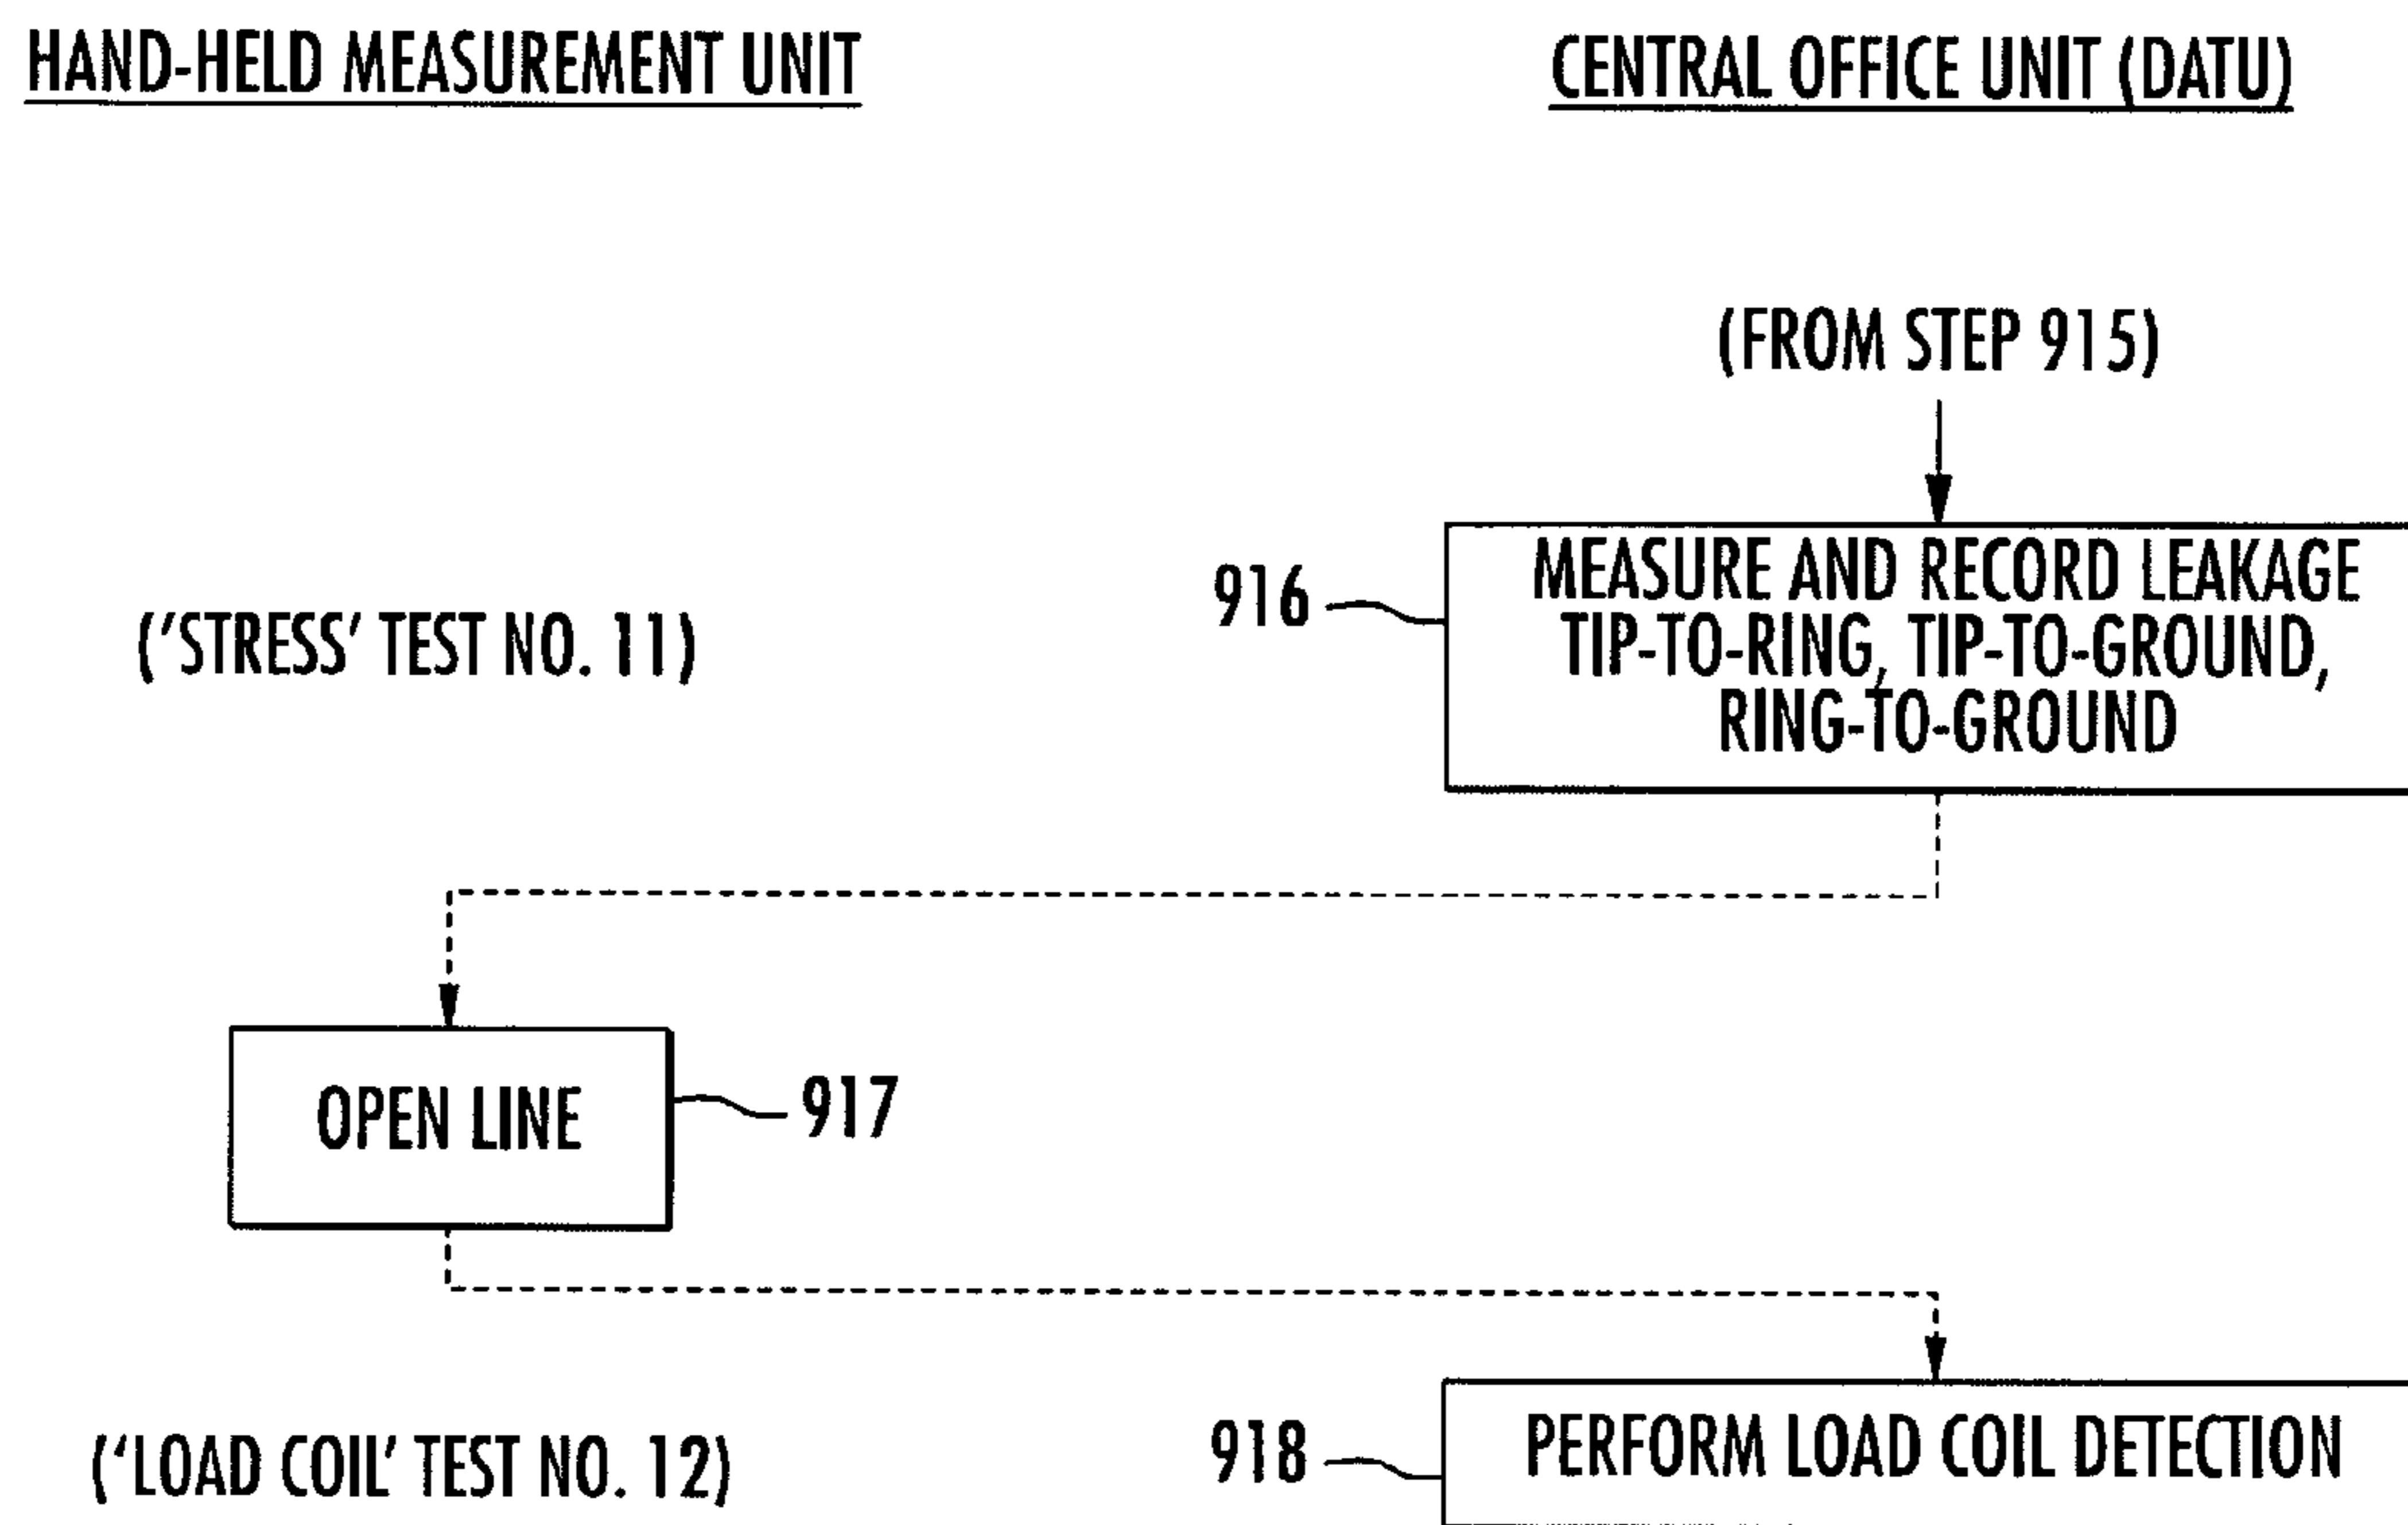 HAND-HELD MEASUREMENT UNIT
CENTRAL OFFICE UNIT (DATU)
(FROM STEP 915)
916
MEASURE AND RECORD LEAKAGE
TIP-TO-RING, TIP-TO-GROUND,
RING-TO-GROUND
('STRESS' TEST NO. 11)
OPEN LINE
917
('LOAD COIL' TEST NO. 12)
918
PERFORM LOAD COIL DETECTION